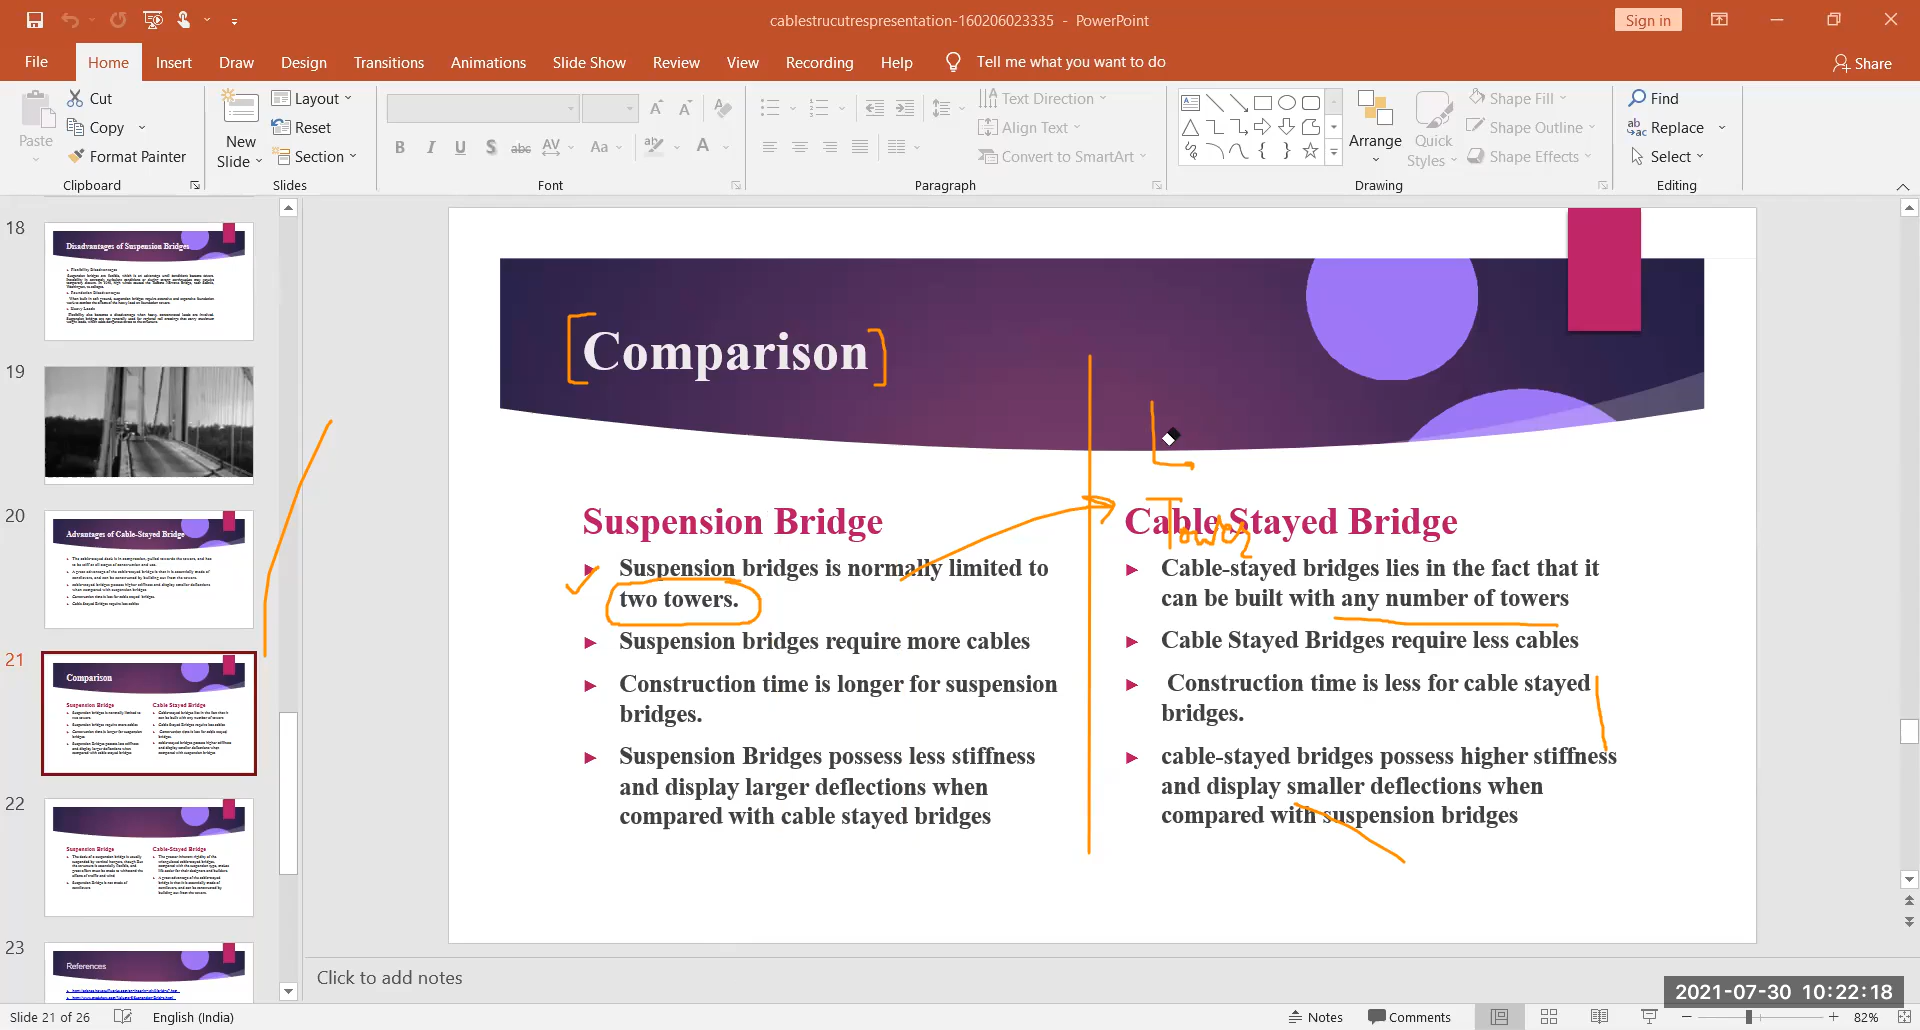 cablestrucutrespresentation-160206023335 - PowerPoint
Sign in
File Home Insert Draw Design Transitions Animations Slide Show Review View Recording Help Tell me what you want to do Share
Cut
Copy
Format Painter
Paste
Clipboard
New Slide
Layout
Reset
Section
Slides
B I U S abc AV Aa A
Font
Text Direction
Align Text
Convert to SmartArt
Paragraph
Arrange
Quick Styles
Shape Fill
Shape Outline
Shape Effects
Drawing
Find
Replace
Select
Editing
18
Disadvantages of Suspension Bridges
19
20
Advantages of Cable-Stayed Bridge
21
Comparison
Suspension Bridge Cable Stayed Bridge
22
Suspension Bridge Cable-Stayed Bridge
23
References
Comparison
Suspension Bridge
Suspension bridges is normally limited to
two towers.
Suspension bridges require more cables
Construction time is longer for suspension
bridges.
Suspension Bridges possess less stiffness
and display larger deflections when
compared with cable stayed bridges
L
Tower
Cable Stayed Bridge
Cable-stayed bridges lies in the fact that it
can be built with any number of towers
Cable Stayed Bridges require less cables
Construction time is less for cable stayed
bridges.
cable-stayed bridges possess higher stiffness
and display smaller deflections when
compared with suspension bridges
Click to add notes
2021-07-30 10:22:18
Slide 21 of 26 English (India) Notes Comments 82%